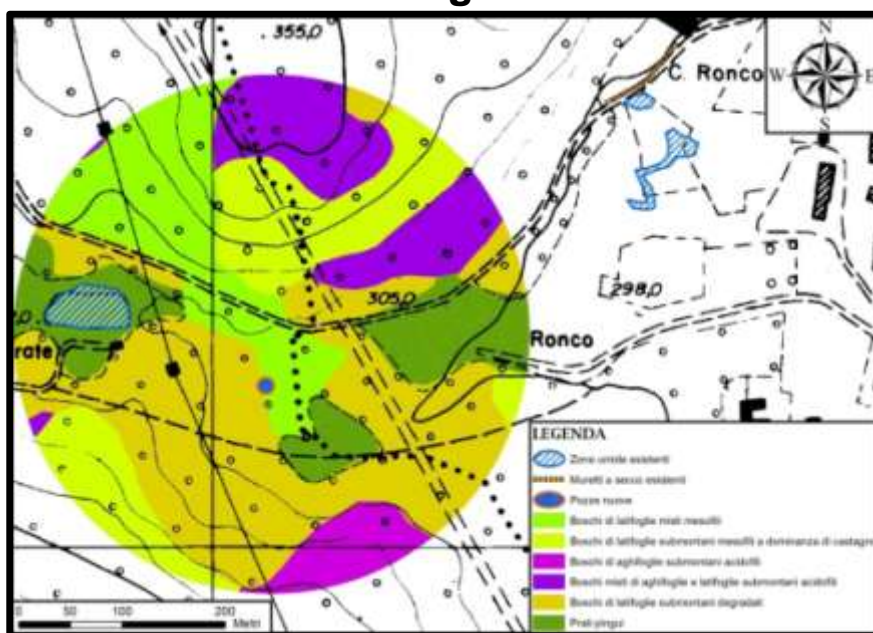 355,0
C. Ronco
N
W E
S
305,0
298,0
Ronco
rate
LEGENDA
Zone umide esistenti
Muretti a secco esistenti
Pozze nuove
Boschi di latifoglie misti mesofili
Boschi di latifoglie submontani mesofili a dominanza di castagno
Boschi di aghifoglie submontani acidofili
Boschi misti di aghifoglie e latifoglie submontani acidofili
Boschi di latifoglie submontani degradati
Prati pingui
0 50 100 200
Metri